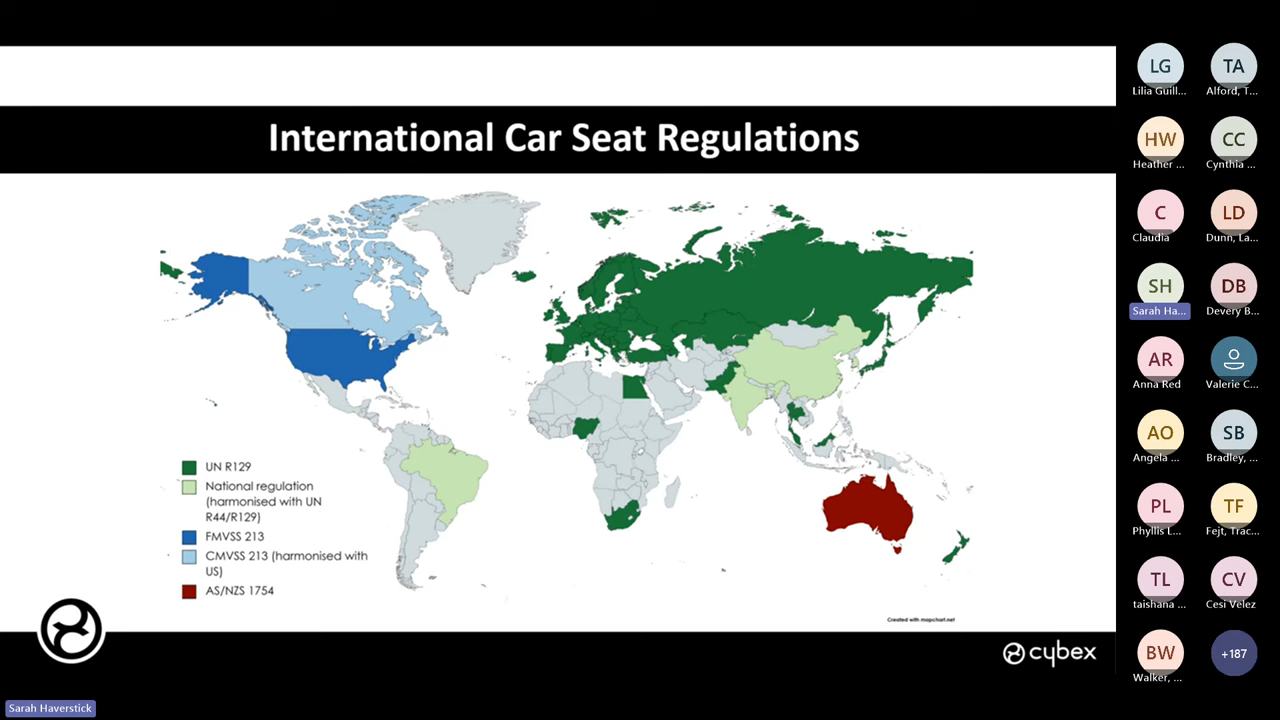 International Car Seat Regulations
UN R129
National regulation
(harmonised with UN
R44/R129)
FMVSS 213
CMVSS 213 (harmonised with
US)
AS/NZS 1754
Created with mapchart.net
cybex
Sarah Haverstick
LG
TA
Lilia Guill...
Alford, T...
HW
CC
Heather ...
Cynthia ...
C
LD
Claudia
Dunn, La...
SH
DB
Sarah Ha...
Devery B...
AR
Anna Red
Valerie C...
AO
SB
Angela ...
Bradley, ...
PL
TF
Phyllis L...
Fejt, Trac...
TL
CV
taishana ...
Cesi Velez
BW
+187
Walker, ...